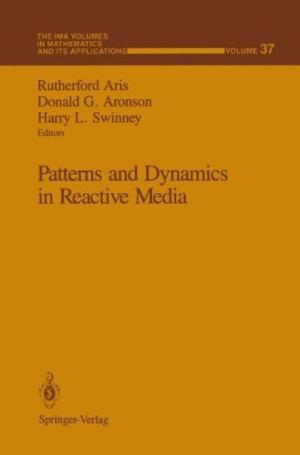 THE IMA VOLUMES
IN MATHEMATICS
AND ITS APPLICATIONS
VOLUME 37
Rutherford Aris
Donald G. Aronson
Harry L. Swinney
Editors
Patterns and Dynamics
in Reactive Media
Springer-Verlag